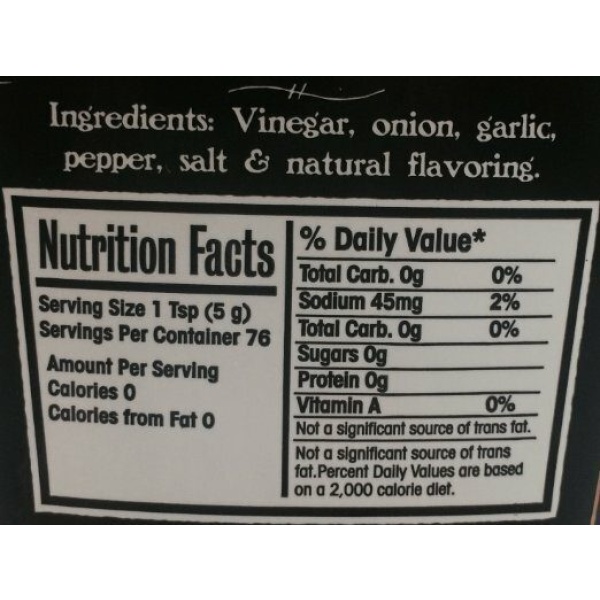 Ingredients: Vinegar, onion, garlic,
pepper, salt & natural flavoring.
Nutrition Facts
Serving Size 1 Tsp (5 g)
Servings Per Container 76
Amount Per Serving
Calories 0
Calories from Fat 0
% Daily Value*
Total Carb. 0g 0%
Sodium 45mg 2%
Total Carb. 0g 0%
Sugars 0g
Protein 0g
Vitamin A 0%
Not a significant source of trans fat.
Not a significant source of trans
fat.Percent Daily Values are based
on a 2,000 calorie diet.